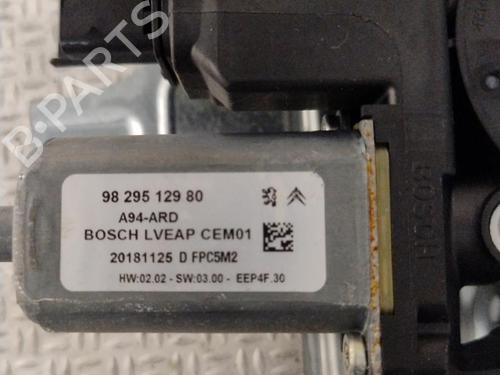 98 295 129 80
A94-ARD
BOSCH LVEAP CEM01
20181125 D FPC5M2
HW:02.02 - SW:03.00 - EEP4F.30
BOSCH
B-PARTS